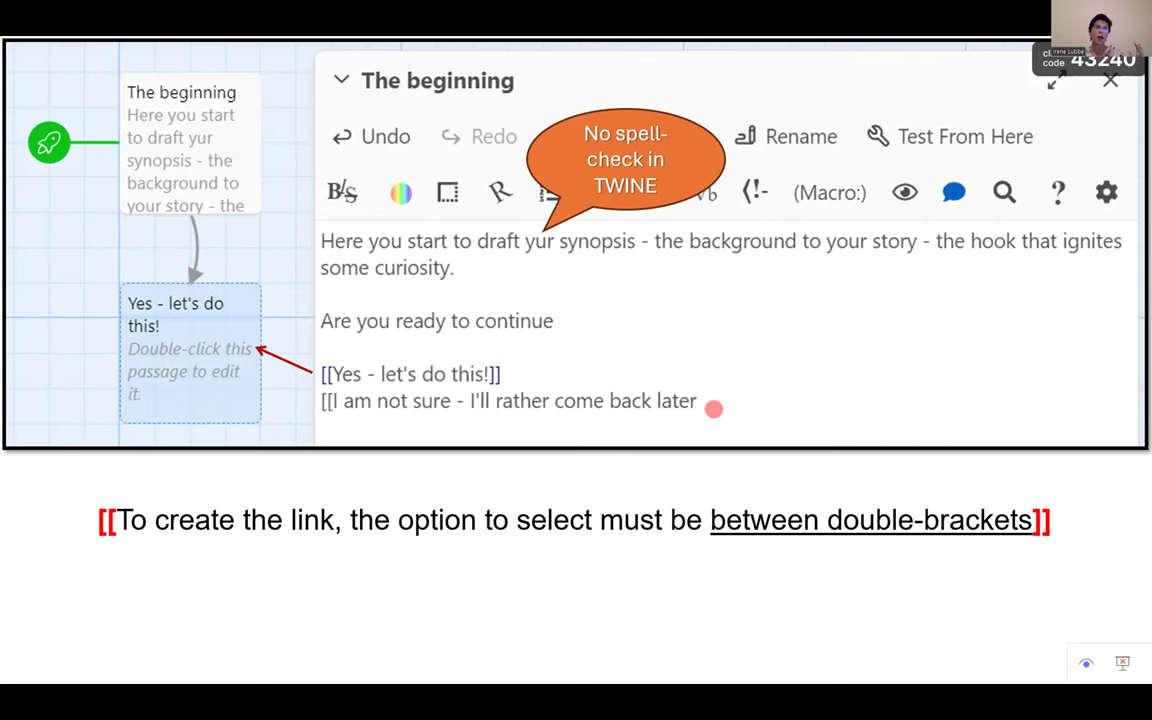 The beginning
Here you start
to draft yur
synopsis - the
background to
your story - the
Yes - let's do
this!
Double-click this
passage to edit
it.
The beginning
Undo
Redo
Rename
Test From Here
(Macro:)
No spell-
check in
TWINE
Here you start to draft yur synopsis - the background to your story - the hook that ignites
some curiosity.
Are you ready to continue
[[Yes - let's do this!]]
[[I am not sure - I'll rather come back later
[[To create the link, the option to select must be between double-brackets]]
Irene Lubbe
code 43240